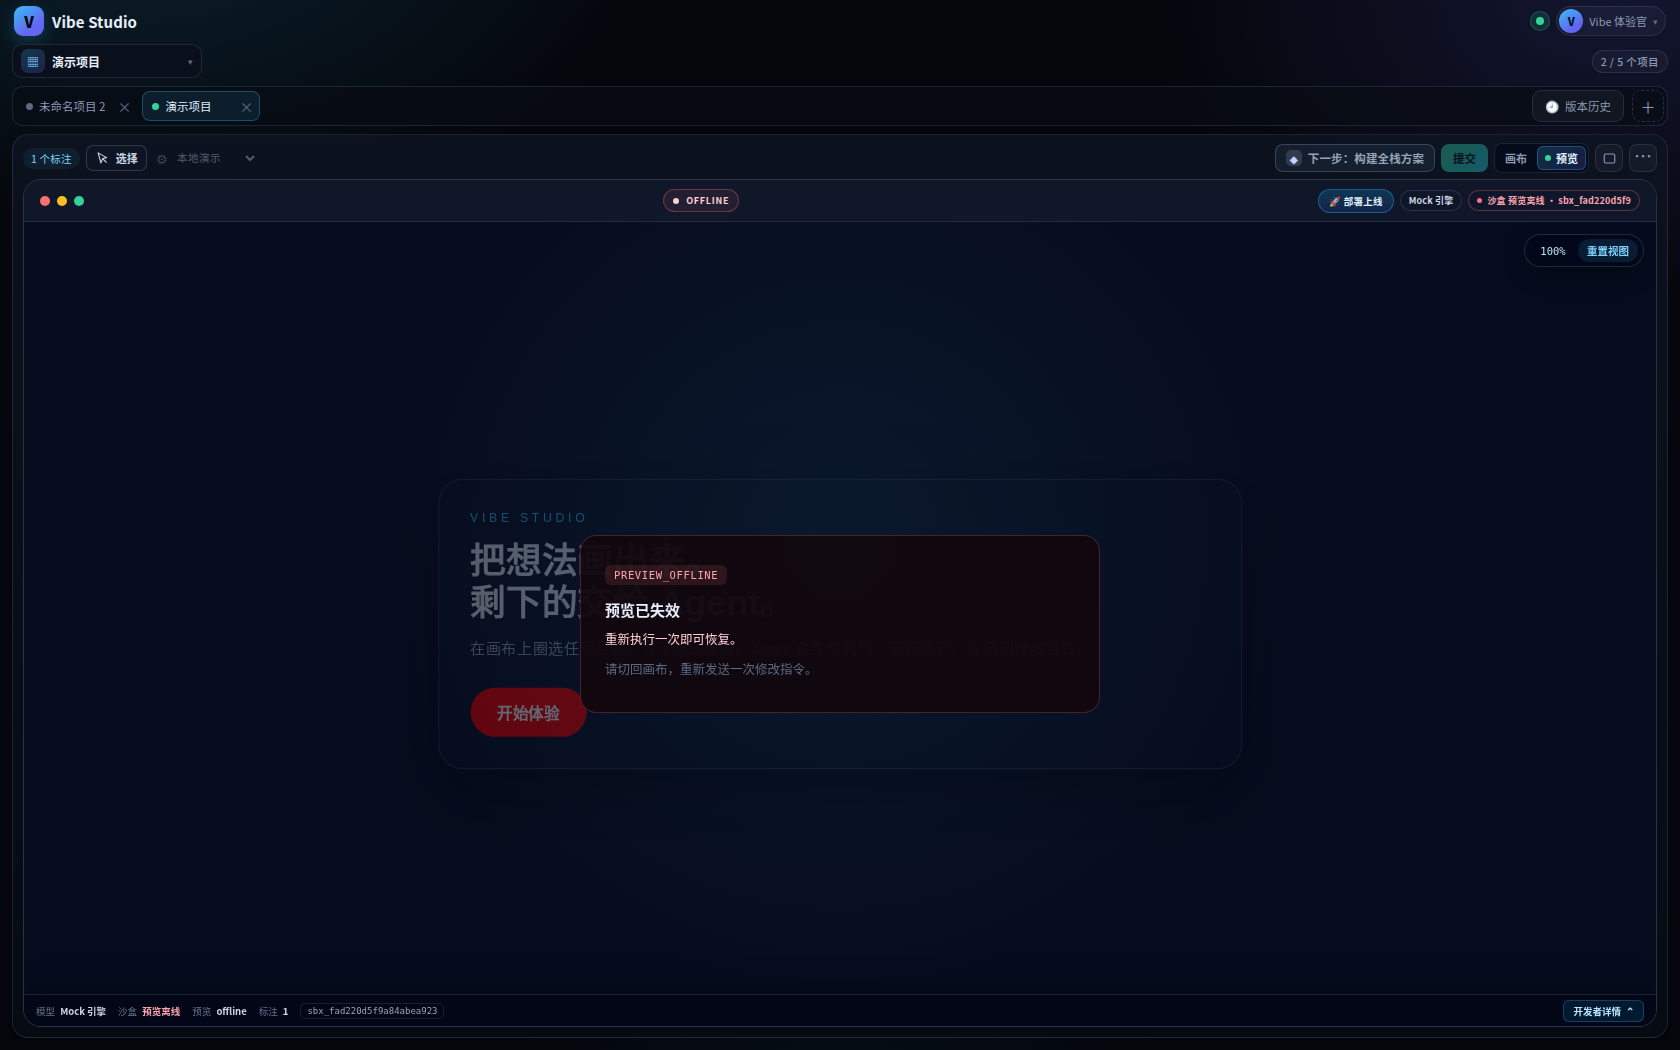 V Vibe Studio
V Vibe 体验官
演示项目
2 / 5 个项目
未命名项目 2
演示项目
版本历史
1 个标注
选择
本地演示
下一步：构建全栈方案
提交
画布
预览
OFFLINE
部署上线
Mock 引擎
沙盒 预览离线 · sbx_fad220d5f9
100%
重置视图
VIBE STUDIO
把想法画出来
剩下的交给 Agent。
在画布上圈选任
开始体验
PREVIEW_OFFLINE
预览已失效
重新执行一次即可恢复。
请切回画布，重新发送一次修改指令。
模型 Mock 引擎 沙盒 预览离线 预览 offline 标注 1 sbx_fad220d5f9a84abea923
开发者详情